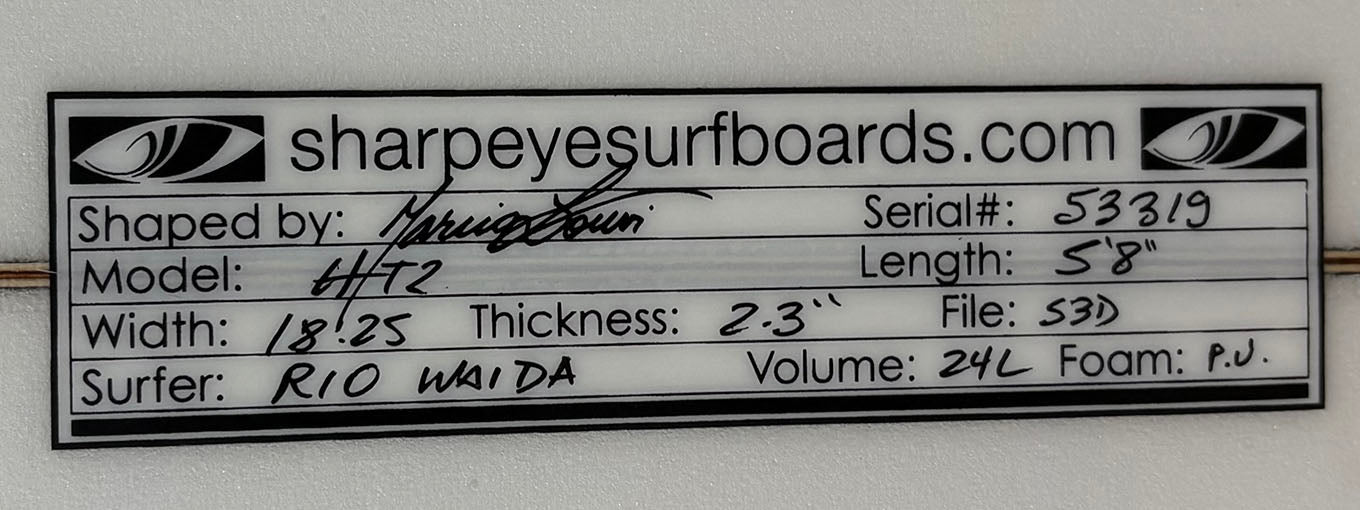 sharpeyesurfboards.com
Shaped by: Marcio Zouvi Serial#: 53319
Model: HT2 Length: 5'8"
Width: 18.25 Thickness: 2.3" File: S3D
Surfer: RIO WAIDA Volume: 24L Foam: P.U.